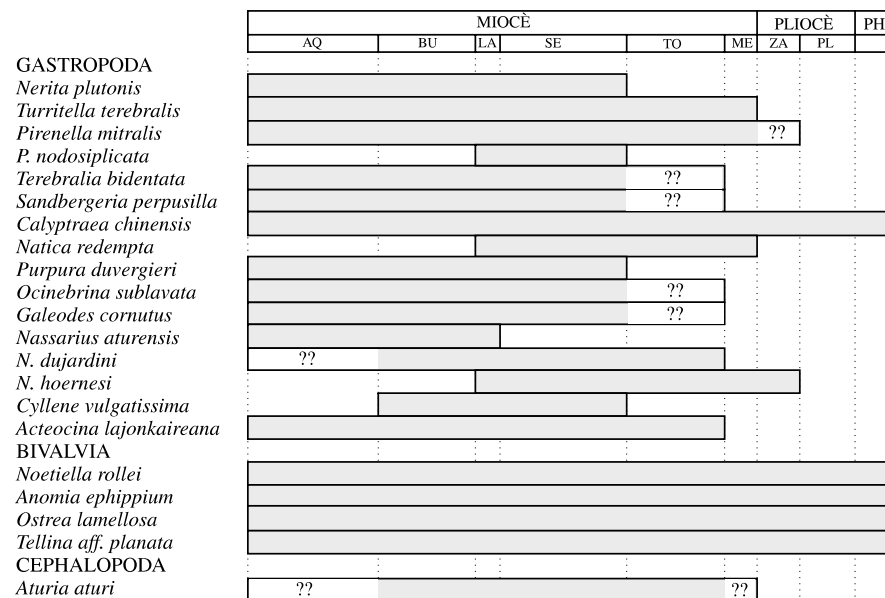 MIOCÈ PLIOCÈ PH
AQ BU LA SE TO ME ZA PL
GASTROPODA
Nerita plutonis
Turritella terebralis
Pirenella mitralis ??
P. nodosiplicata
Terebralia bidentata ??
Sandbergeria perpusilla ??
Calyptraea chinensis
Natica redempta
Purpura duvergieri
Ocinebrina sublavata ??
Galeodes cornutus ??
Nassarius aturensis
N. dujardini ??
N. hoernesi
Cyllene vulgatissima
Acteocina lajonkaireana
BIVALVIA
Noetiella rollei
Anomia ephippium
Ostrea lamellosa
Tellina aff. planata
CEPHALOPODA
Aturia aturi ?? ??